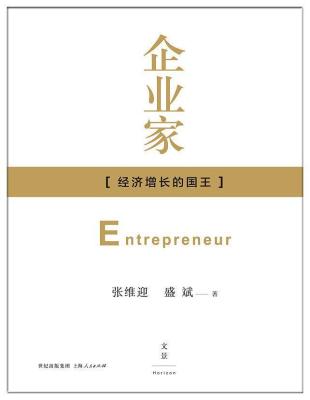 企业家
[ 经济增长的国王 ]
Entrepreneur
张维迎 盛 斌——著
文
景
Horizon
世纪出版集团 上海人民出版社